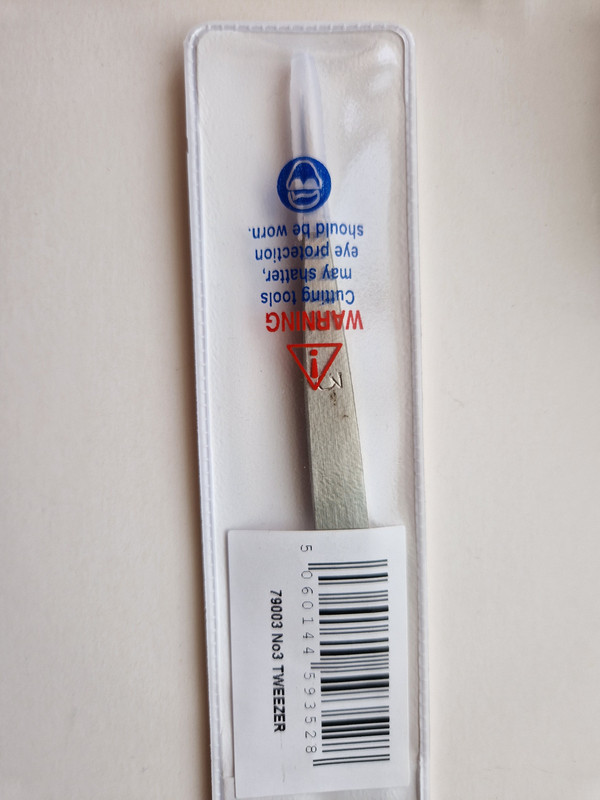 WARNING
Cutting tools
may shatter,
eye protection
should be worn.
5 060144 593528
79003 No3 TWEEZER